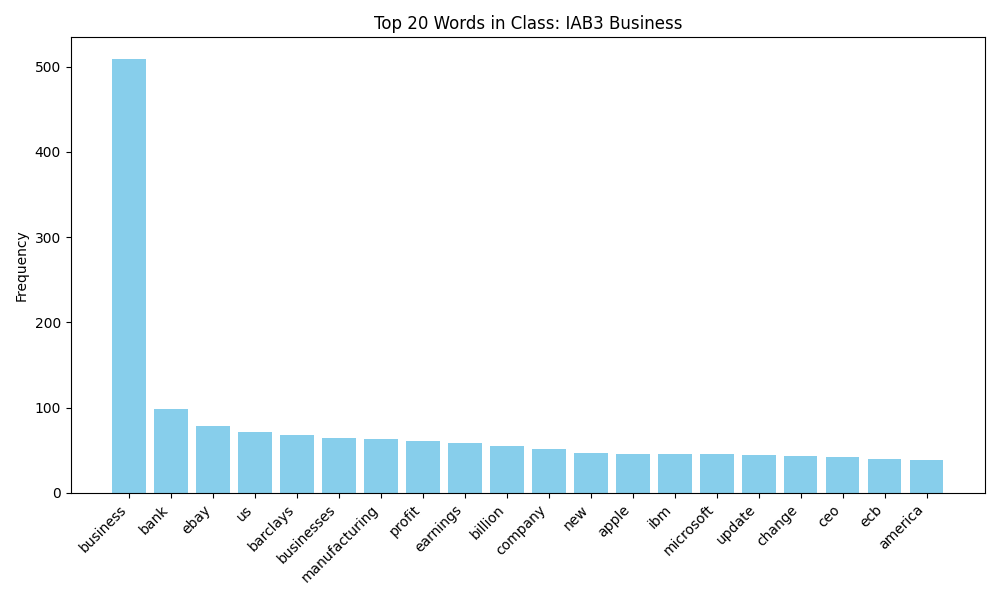 Top 20 Words in Class: IAB3 Business
Frequency
500
400
300
200
100
0
business
bank
ebay
us
barclays
businesses
manufacturing
profit
earnings
billion
company
new
apple
ibm
microsoft
update
change
ceo
ecb
america